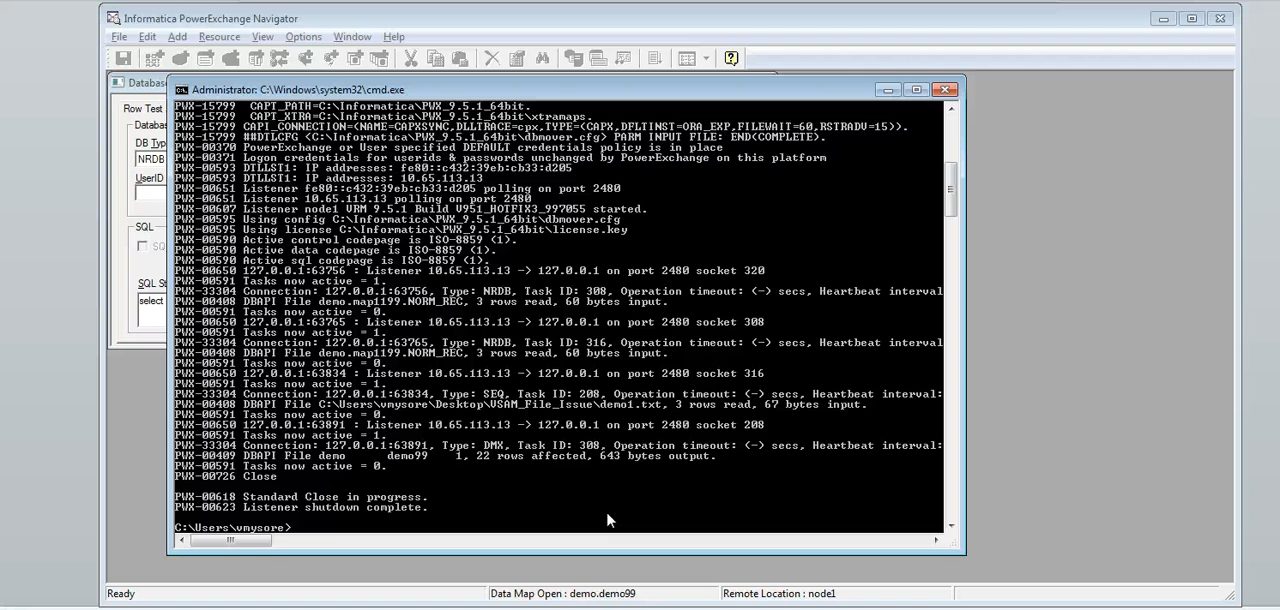 Informatica PowerExchange Navigator
File Edit Add Resource View Options Window Help
Databas
Row Test
Databas
DB Typ
NRDB
UserID
SQL
SQ
SQL St
select
Administrator: C:\Windows\system32\cmd.exe
PWX-15799  CAPT_PATH=C:\Informatica\PWX_9.5.1_64bit.
PWX-15799  CAPT_XTRA=C:\Informatica\PWX_9.5.1_64bit\xtramaps.
PWX-15799  CAPI_CONNECTION=(NAME=CAPXSYNC,DLLTRACE=cpx,TYPE=(CAPX,DFLTINST=ORA_EXP,FILEWAIT=60,RSTRADV=15)).
PWX-15799  ##DTLCFG <C:\Informatica\PWX_9.5.1_64bit\dbmover.cfg> PARM INPUT FILE: END(COMPLETE).
PWX-00370 PowerExchange or User specified DEFAULT credentials policy is in place
PWX-00371 Logon credentials for userids & passwords unchanged by PowerExchange on this platform
PWX-00593 DTLLST1: IP addresses: fe80::c432:39eb:cb33:d205
PWX-00593 DTLLST1: IP addresses: 10.65.113.13
PWX-00651 Listener fe80::c432:39eb:cb33:d205 polling on port 2480
PWX-00651 Listener 10.65.113.13 polling on port 2480
PWX-00607 Listener node1 VRM 9.5.1 Build V951_HOTFIX3_997055 started.
PWX-00595 Using config C:\Informatica\PWX_9.5.1_64bit\dbmover.cfg
PWX-00595 Using license C:\Informatica\PWX_9.5.1_64bit\license.key
PWX-00590 Active control codepage is ISO-8859 (1).
PWX-00590 Active data codepage is ISO-8859 (1).
PWX-00590 Active sql codepage is ISO-8859 (1).
PWX-00650 127.0.0.1:63756 : Listener 10.65.113.13 -> 127.0.0.1 on port 2480 socket 320
PWX-00591 Tasks now active = 1.
PWX-33304 Connection: 127.0.0.1:63756, Type: NRDB, Task ID: 308, Operation timeout: (-) secs, Heartbeat interval
PWX-00408 DBAPI File demo.map1199.NORM_REC, 3 rows read, 60 bytes input.
PWX-00591 Tasks now active = 0.
PWX-00650 127.0.0.1:63765 : Listener 10.65.113.13 -> 127.0.0.1 on port 2480 socket 308
PWX-00591 Tasks now active = 1.
PWX-33304 Connection: 127.0.0.1:63765, Type: NRDB, Task ID: 316, Operation timeout: (-) secs, Heartbeat interval
PWX-00408 DBAPI File demo.map1199.NORM_REC, 3 rows read, 60 bytes input.
PWX-00591 Tasks now active = 0.
PWX-00650 127.0.0.1:63834 : Listener 10.65.113.13 -> 127.0.0.1 on port 2480 socket 316
PWX-00591 Tasks now active = 1.
PWX-33304 Connection: 127.0.0.1:63834, Type: SEQ, Task ID: 208, Operation timeout: (-) secs, Heartbeat interval:
PWX-00408 DBAPI File C:\Users\vmysore\Desktop\VSAM_File_Issue\demo1.txt, 3 rows read, 67 bytes input.
PWX-00591 Tasks now active = 0.
PWX-00650 127.0.0.1:63891 : Listener 10.65.113.13 -> 127.0.0.1 on port 2480 socket 208
PWX-00591 Tasks now active = 1.
PWX-33304 Connection: 127.0.0.1:63891, Type: DMX, Task ID: 308, Operation timeout: (-) secs, Heartbeat interval:
PWX-00409 DBAPI File demo     demo99   1, 22 rows affected, 643 bytes output.
PWX-00591 Tasks now active = 0.
PWX-00726 Close
PWX-00618 Standard Close in progress.
PWX-00623 Listener shutdown complete.
C:\Users\vmysore>
Ready
Data Map Open : demo.demo99
Remote Location : node1